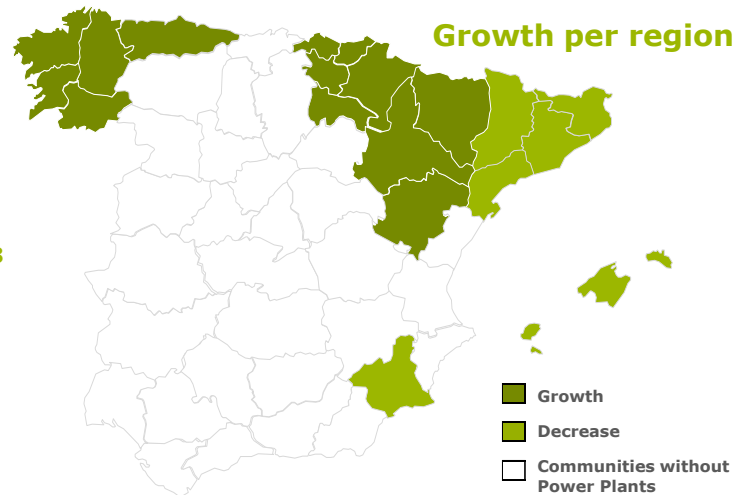 Growth per region
Growth
Decrease
Communities without
Power Plants